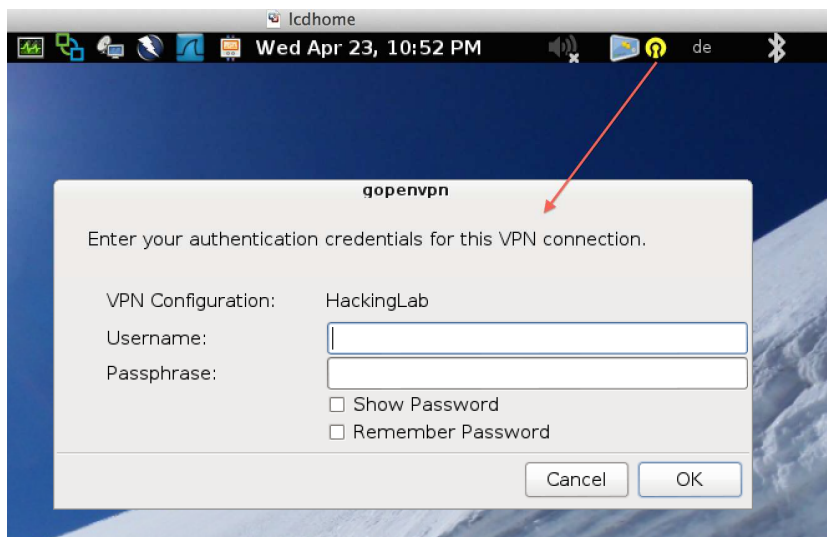 lcdhome
Wed Apr 23, 10:52 PM de
gopenvpn
Enter your authentication credentials for this VPN connection.
VPN Configuration: HackingLab
Username:
Passphrase:
Show Password
Remember Password
Cancel OK